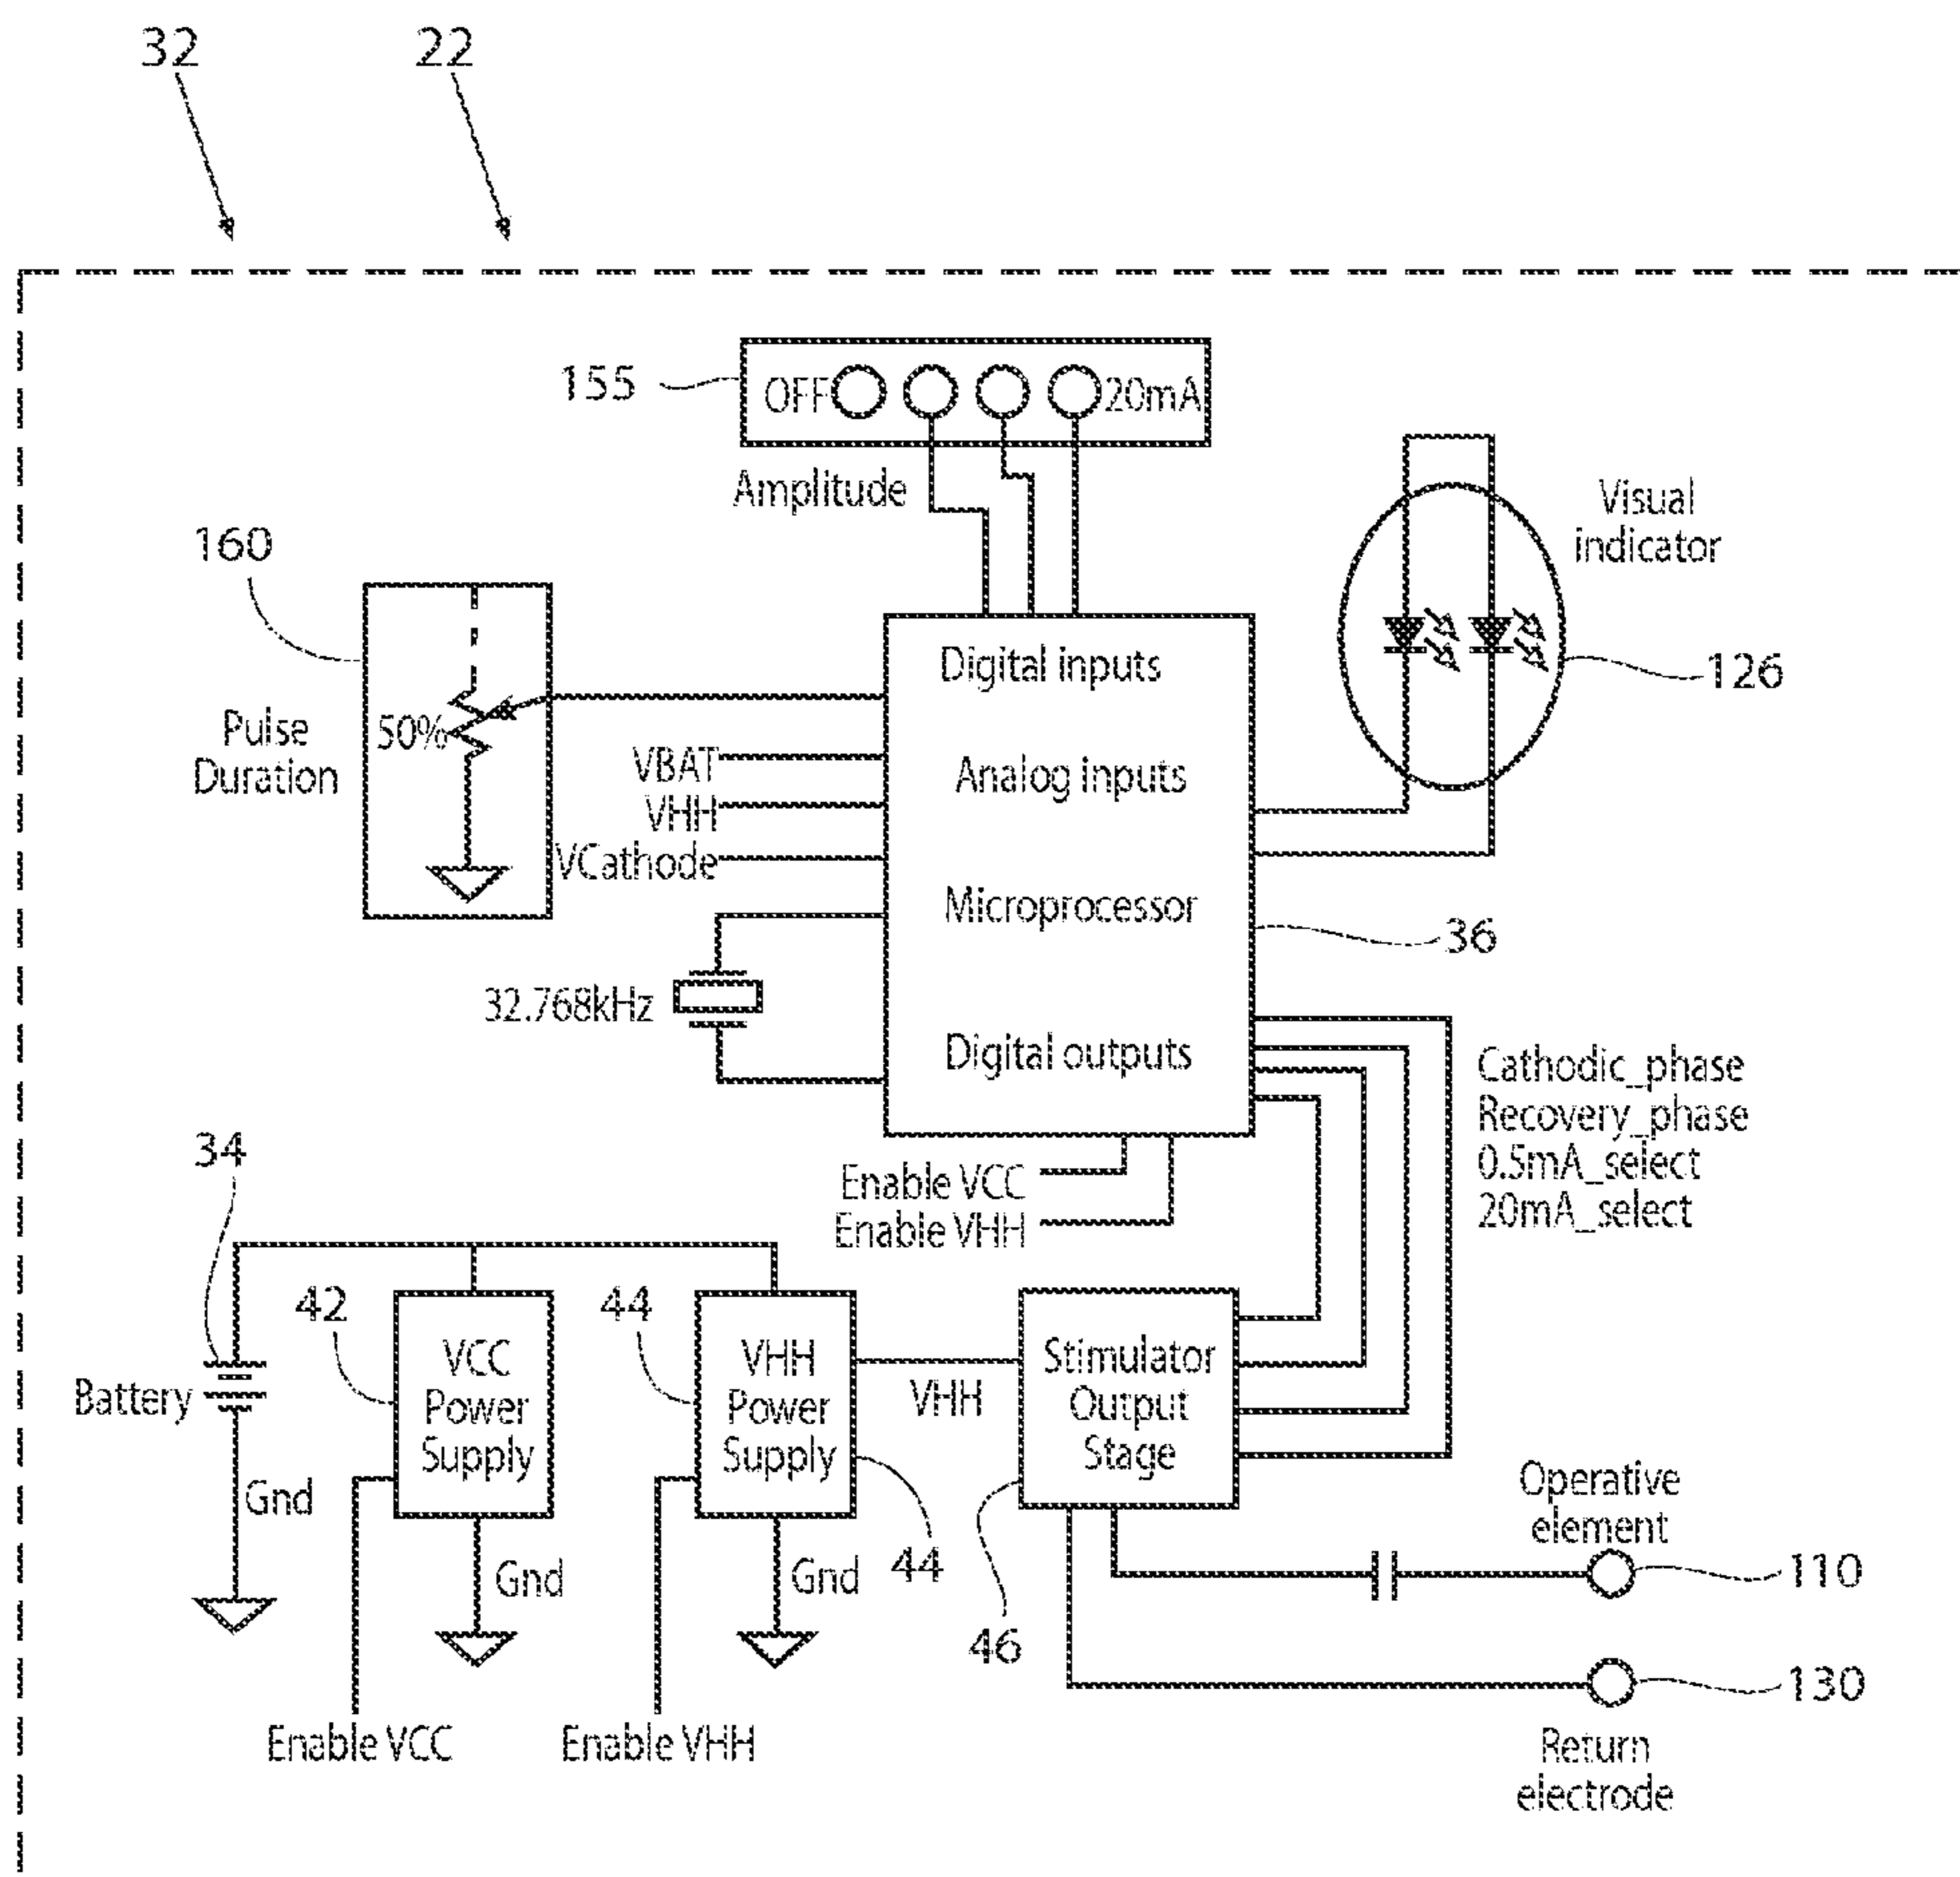 32
22
155
OFF
20mA
Amplitude
Visual
indicator
160
126
Pulse
Duration
50%
Digital inputs
VBAT
VHH
VCathode
Analog inputs
Microprocessor
36
32.768kHz
Digital outputs
Cathodic_phase
Recovery_phase
0.5mA_select
20mA_select
Enable VCC
Enable VHH
34
42
44
Battery
VCC
Power
Supply
VHH
Power
Supply
VHH
Stimulator
Output
Stage
Gnd
Gnd
Gnd
44
46
Operative
element
110
130
Return
electrode
Enable VCC
Enable VHH